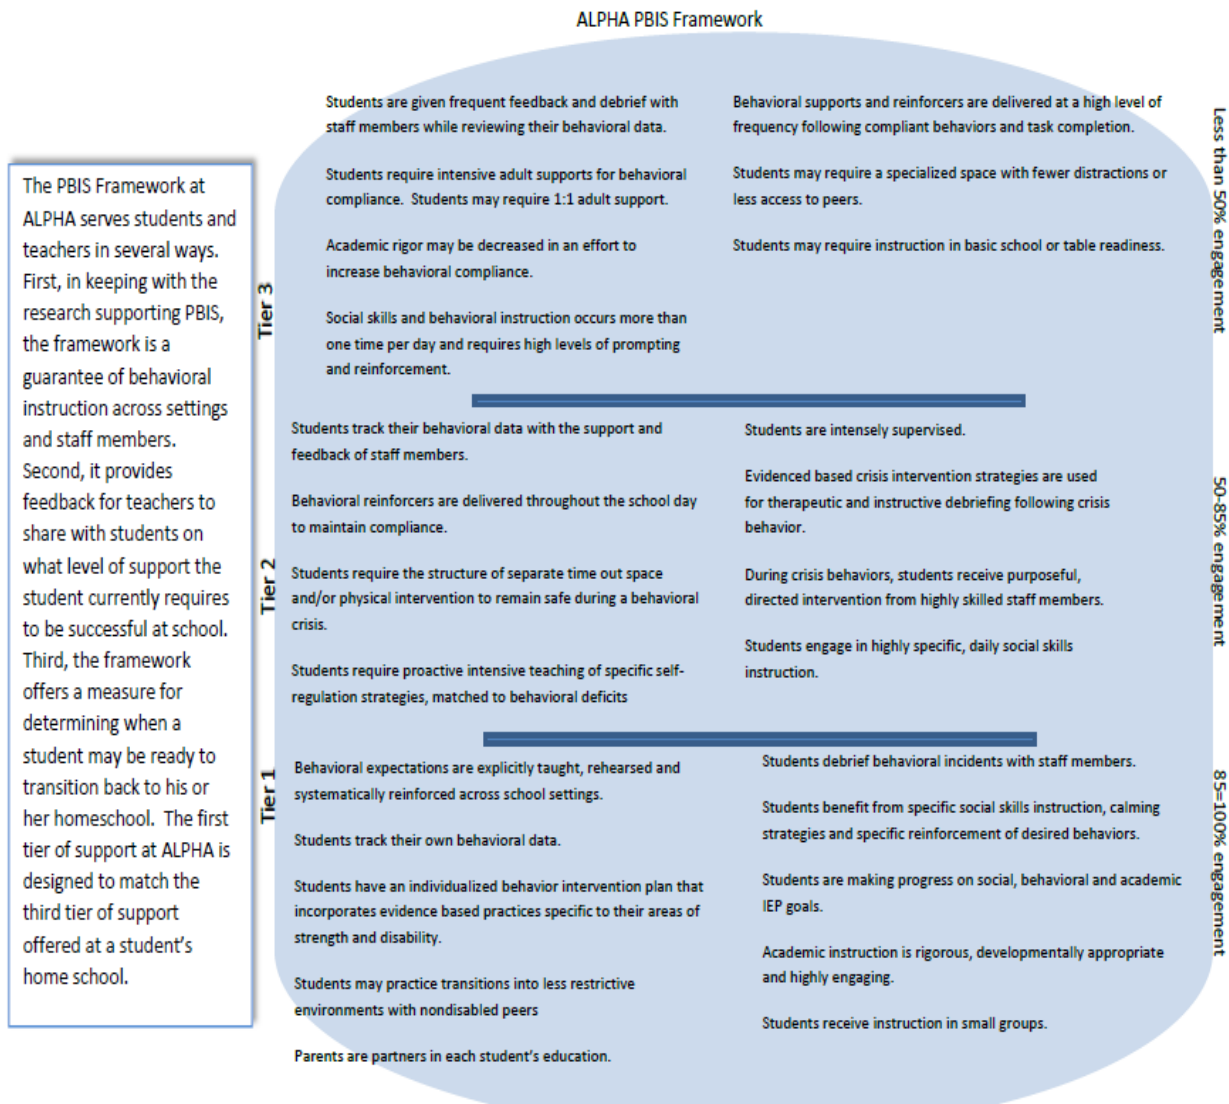 ALPHA PBIS Framework
The PBIS Framework at
ALPHA serves students and
teachers in several ways.
First, in keeping with the
research supporting PBIS,
the framework is a
guarantee of behavioral
instruction across settings
and staff members.
Second, it provides
feedback for teachers to
share with students on
what level of support the
student currently requires
to be successful at school.
Third, the framework
offers a measure for
determining when a
student may be ready to
transition back to his or
her homeschool.  The first
tier of support at ALPHA is
designed to match the
third tier of support
offered at a student's
home school.
Tier 3
Students are given frequent feedback and debrief with
staff members while reviewing their behavioral data.
Students require intensive adult supports for behavioral
compliance.  Students may require 1:1 adult support.
Academic rigor may be decreased in an effort to
increase behavioral compliance.
Social skills and behavioral instruction occurs more than
one time per day and requires high levels of prompting
and reinforcement.
Behavioral supports and reinforcers are delivered at a high level of
frequency following compliant behaviors and task completion.
Students may require a specialized space with fewer distractions or
less access to peers.
Students may require instruction in basic school or table readiness.
Less than 50% engagement
Tier 2
Students track their behavioral data with the support and
feedback of staff members.
Behavioral reinforcers are delivered throughout the school day
to maintain compliance.
Students require the structure of separate time out space
and/or physical intervention to remain safe during a behavioral
crisis.
Students require proactive intensive teaching of specific self-
regulation strategies, matched to behavioral deficits
Students are intensely supervised.
Evidenced based crisis intervention strategies are used
for therapeutic and instructive debriefing following crisis
behavior.
During crisis behaviors, students receive purposeful,
directed intervention from highly skilled staff members.
Students engage in highly specific, daily social skills
instruction.
50-85% engagement
Tier 1
Behavioral expectations are explicitly taught, rehearsed and
systematically reinforced across school settings.
Students track their own behavioral data.
Students have an individualized behavior intervention plan that
incorporates evidence based practices specific to their areas of
strength and disability.
Students may practice transitions into less restrictive
environments with nondisabled peers
Parents are partners in each student's education.
Students debrief behavioral incidents with staff members.
Students benefit from specific social skills instruction, calming
strategies and specific reinforcement of desired behaviors.
Students are making progress on social, behavioral and academic
IEP goals.
Academic instruction is rigorous, developmentally appropriate
and highly engaging.
Students receive instruction in small groups.
85=100% engagement